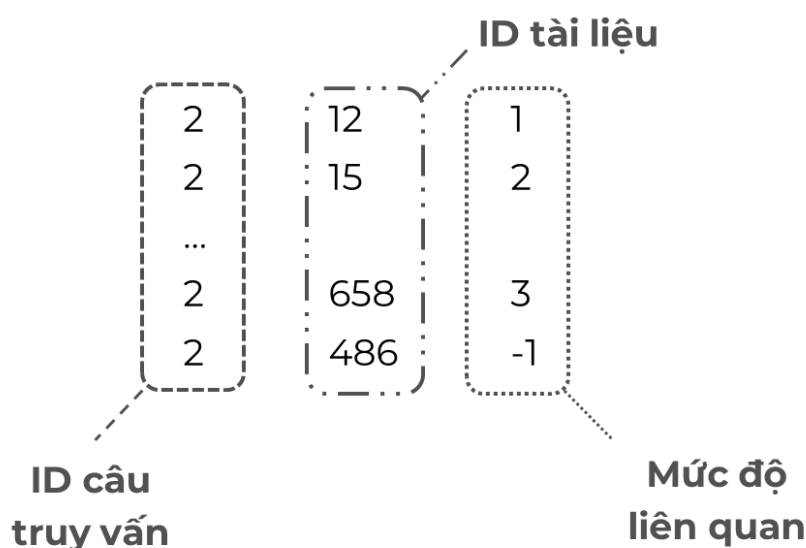 ID tài liệu
2 12 1
2 15 2
...
2 658 3
2 486 -1
ID câu
truy vấn
Mức độ
liên quan